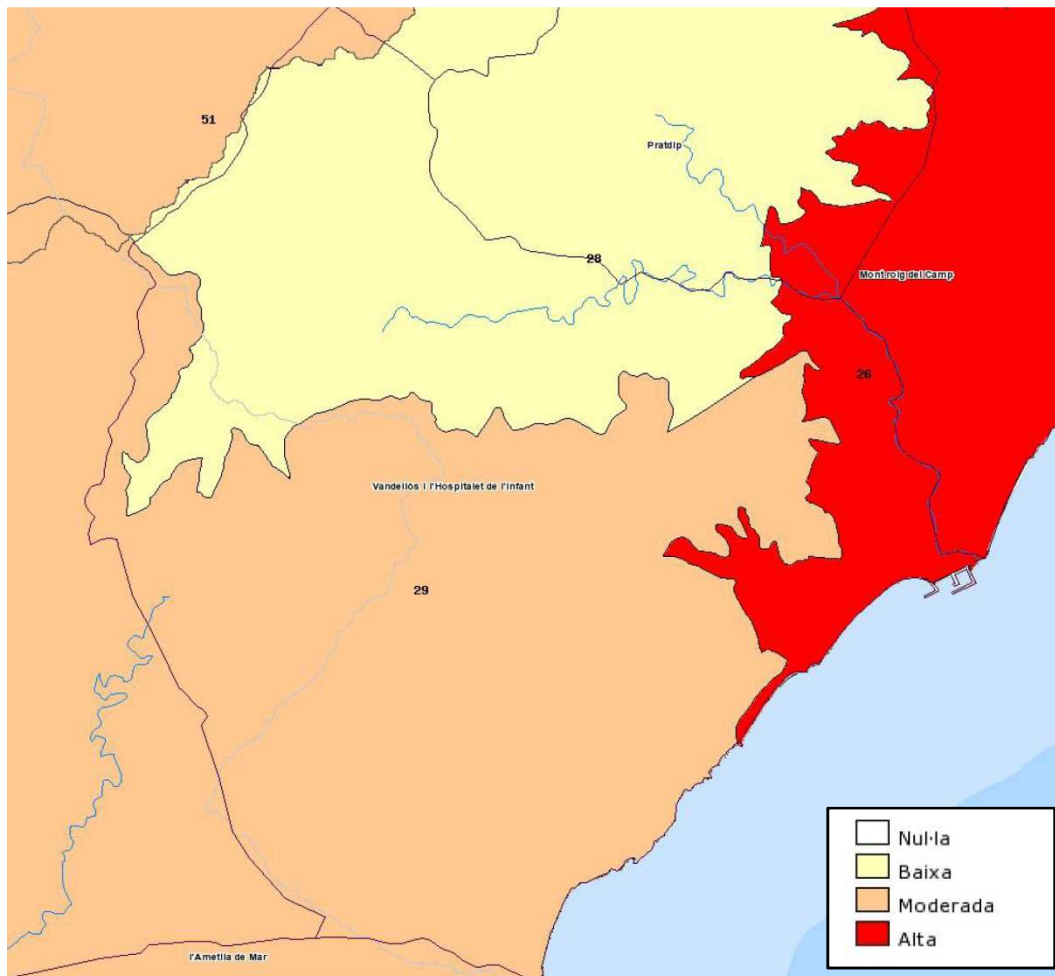 51
Pratdip
28
Mont-roig del Camp
26
Vandellòs i l'Hospitalet de l'Infant
29
Nul·la
Baixa
Moderada
Alta
l'Ametlla de Mar